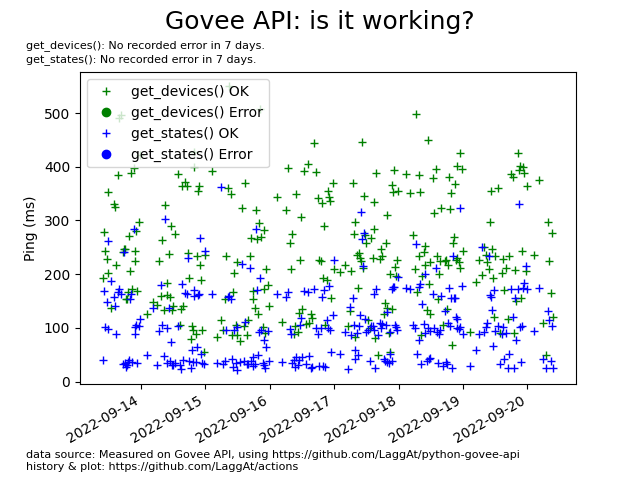 Govee API: is it working?
get_devices(): No recorded error in 7 days.
get_states(): No recorded error in 7 days.
get_devices() OK
get_devices() Error
get_states() OK
get_states() Error
Ping (ms)
500
400
300
200
100
0
2022-09-14
2022-09-15
2022-09-16
2022-09-17
2022-09-18
2022-09-19
2022-09-20
data source: Measured on Govee API, using https://github.com/LaggAt/python-govee-api
history & plot: https://github.com/LaggAt/actions